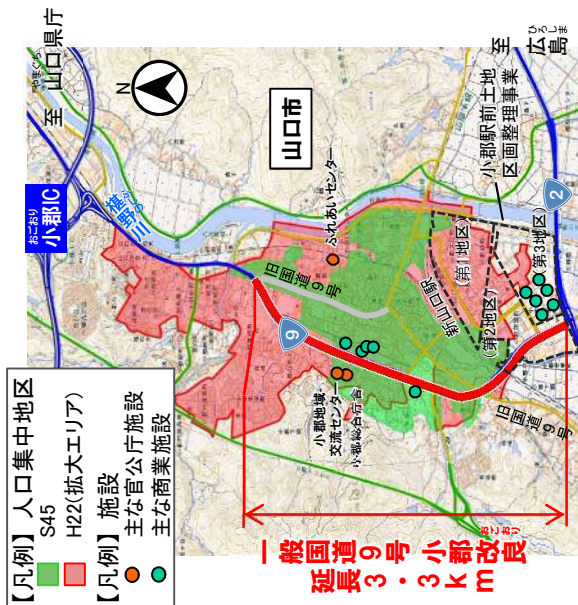 【凡例】 人口集中地区
S45
H22(拡大エリア)
【凡例】 施設
主な官公庁施設
主な商業施設
おごおり
小郡IC
至 やまぐち
山口県庁
N
山口市
ふしの
椹野川
ふれあいセンター
旧国道9号
9
小郡地域
交流センター
小郡総合庁舎
新山口駅
(第1地区)
(第2地区)
(第3地区)
小郡駅前土地
区画整理事業
2
至 ひろしま
広島
旧国道9号
一般国道9号 おごおり
小郡改良
延長3・3km